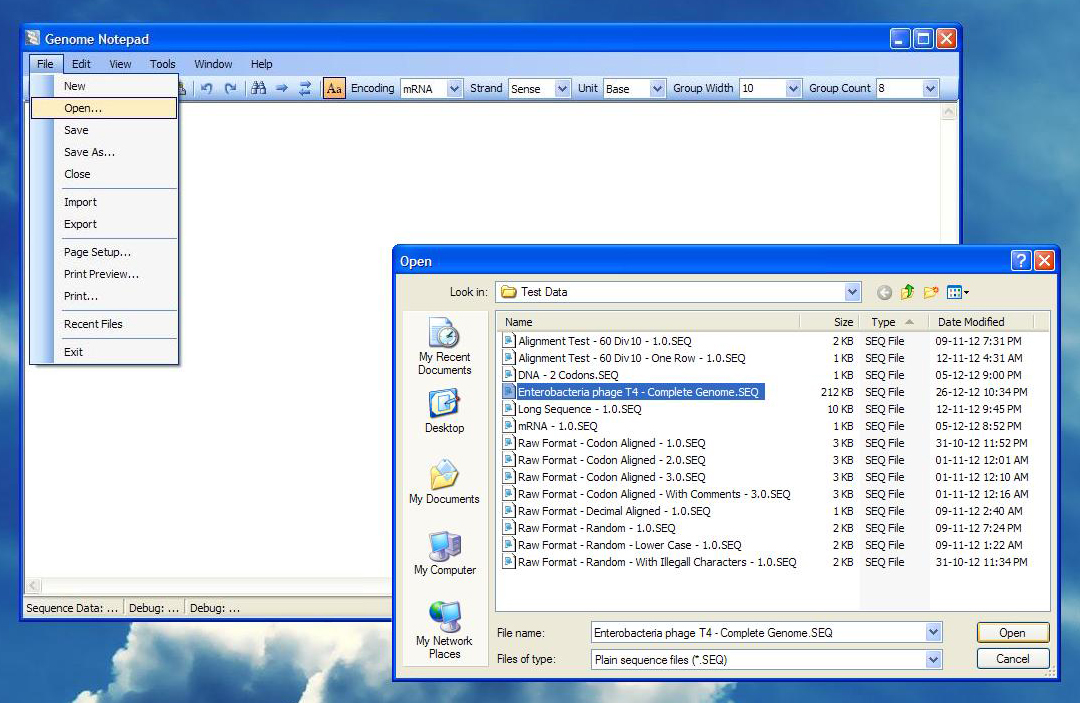 Genome Notepad
File Edit View Tools Window Help
Aa Encoding mRNA Strand Sense Unit Base Group Width 10 Group Count 8
New
Open...
Save
Save As...
Close
Import
Export
Page Setup...
Print Preview...
Print...
Recent Files
Exit
Sequence Data: ... Debug: ... Debug: ...
Open
Look in: Test Data
My Recent
Documents
Desktop
My Documents
My Computer
My Network
Places
Name Size Type Date Modified
Alignment Test - 60 Div10 - 1.0.SEQ 2 KB SEQ File 09-11-12 7:31 PM
Alignment Test - 60 Div10 - One Row - 1.0.SEQ 1 KB SEQ File 12-11-12 4:31 AM
DNA - 2 Codons.SEQ 1 KB SEQ File 05-12-12 9:00 PM
Enterobacteria phage T4 - Complete Genome.SEQ 212 KB SEQ File 26-12-12 10:34 PM
Long Sequence - 1.0.SEQ 10 KB SEQ File 12-11-12 9:45 PM
mRNA - 1.0.SEQ 1 KB SEQ File 05-12-12 8:52 PM
Raw Format - Codon Aligned - 1.0.SEQ 3 KB SEQ File 31-10-12 11:52 PM
Raw Format - Codon Aligned - 2.0.SEQ 3 KB SEQ File 01-11-12 12:01 AM
Raw Format - Codon Aligned - 3.0.SEQ 3 KB SEQ File 01-11-12 12:10 AM
Raw Format - Codon Aligned - With Comments - 3.0.SEQ 3 KB SEQ File 01-11-12 12:16 AM
Raw Format - Decimal Aligned - 1.0.SEQ 1 KB SEQ File 09-11-12 2:40 AM
Raw Format - Random - 1.0.SEQ 2 KB SEQ File 09-11-12 7:24 PM
Raw Format - Random - Lower Case - 1.0.SEQ 2 KB SEQ File 09-11-12 1:22 AM
Raw Format - Random - With Illegall Characters - 1.0.SEQ 2 KB SEQ File 31-10-12 11:34 PM
File name: Enterobacteria phage T4 - Complete Genome.SEQ Open
Files of type: Plain sequence files (*.SEQ) Cancel